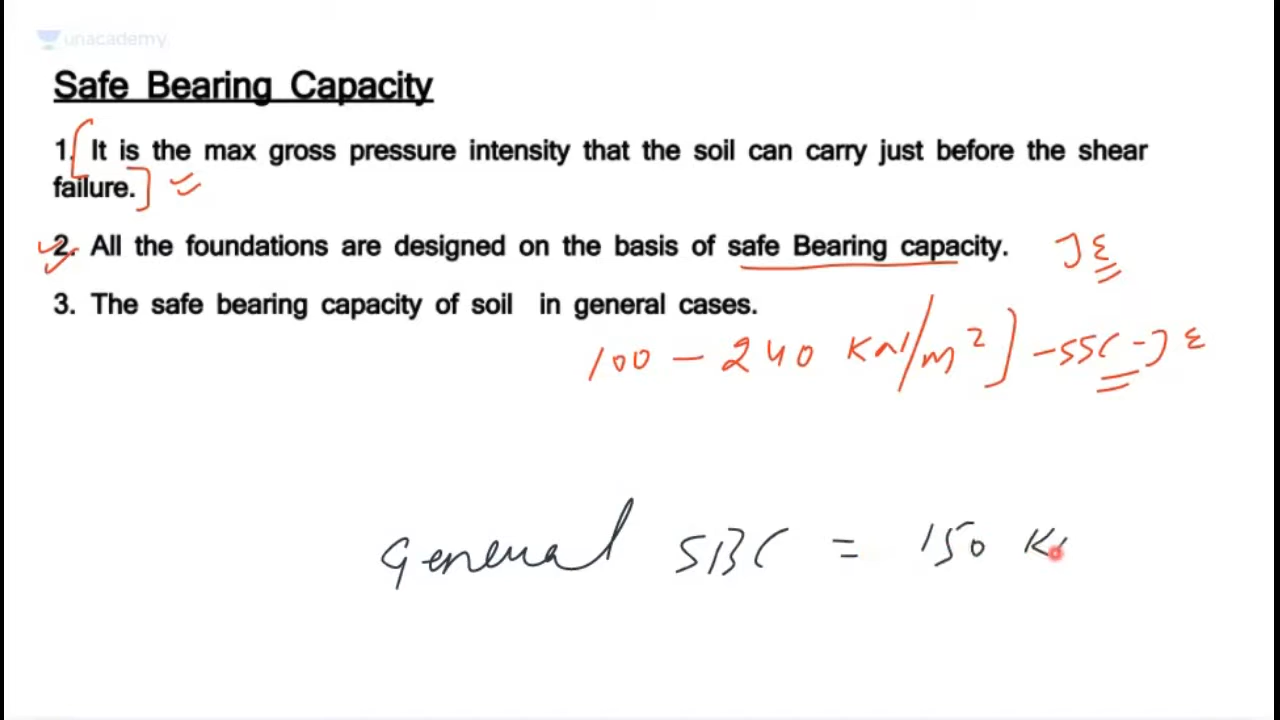 unacademy
Safe Bearing Capacity
1. It is the max gross pressure intensity that the soil can carry just before the shear
failure.
2. All the foundations are designed on the basis of safe Bearing capacity. JE
3. The safe bearing capacity of soil in general cases.
100 - 240 KN/m² ] - SSC - JE
General SBC = 150 KN